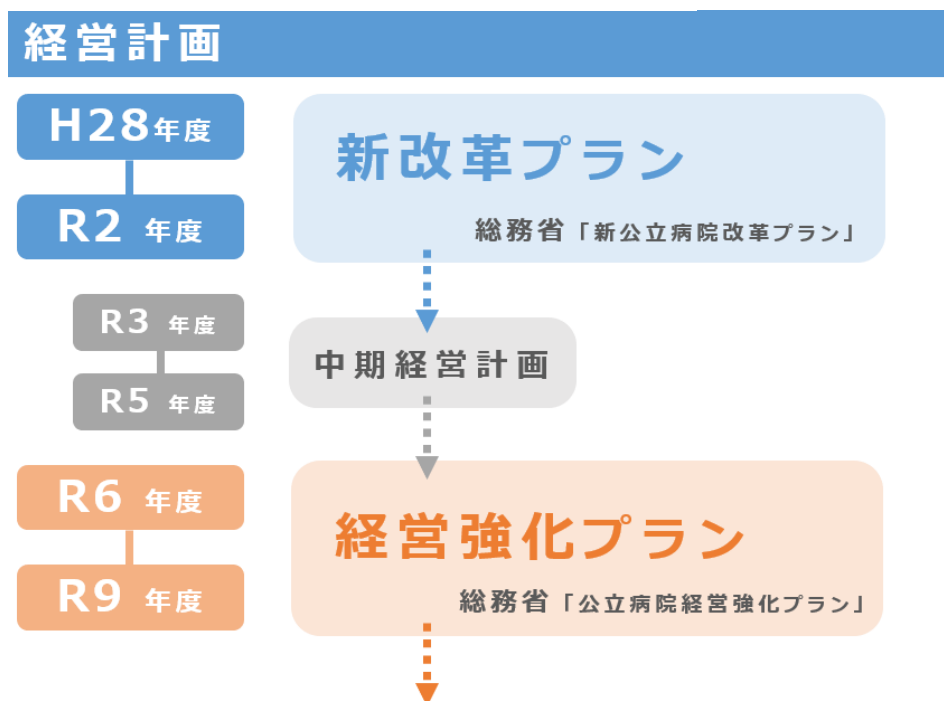 経営計画
H28年度
R2 年度
新改革プラン
総務省「新公立病院改革プラン」
R3 年度
R5 年度
中期経営計画
R6 年度
R9 年度
経営強化プラン
総務省「公立病院経営強化プラン」